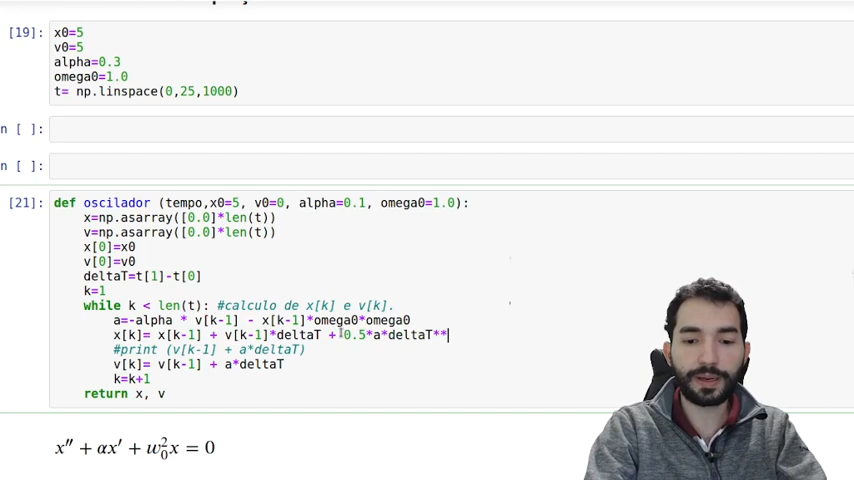 [19]: x0=5
v0=5
alpha=0.3
omega0=1.0
t= np.linspace(0,25,1000)
n [ ]:
n [ ]:
[21]: def oscilador (tempo,x0=5, v0=0, alpha=0.1, omega0=1.0):
x=np.asarray([0.0]*len(t))
v=np.asarray([0.0]*len(t))
x[0]=x0
v[0]=v0
deltaT=t[1]-t[0]
k=1
while k < len(t): #calculo de x[k] e v[k].
a=-alpha * v[k-1] - x[k-1]*omega0*omega0
x[k]= x[k-1] + v[k-1]*deltaT + 0.5*a*deltaT**
#print (v[k-1] + a*deltaT)
v[k]= v[k-1] + a*deltaT
k=k+1
return x, v
x″ + αx′ + w₀²x = 0